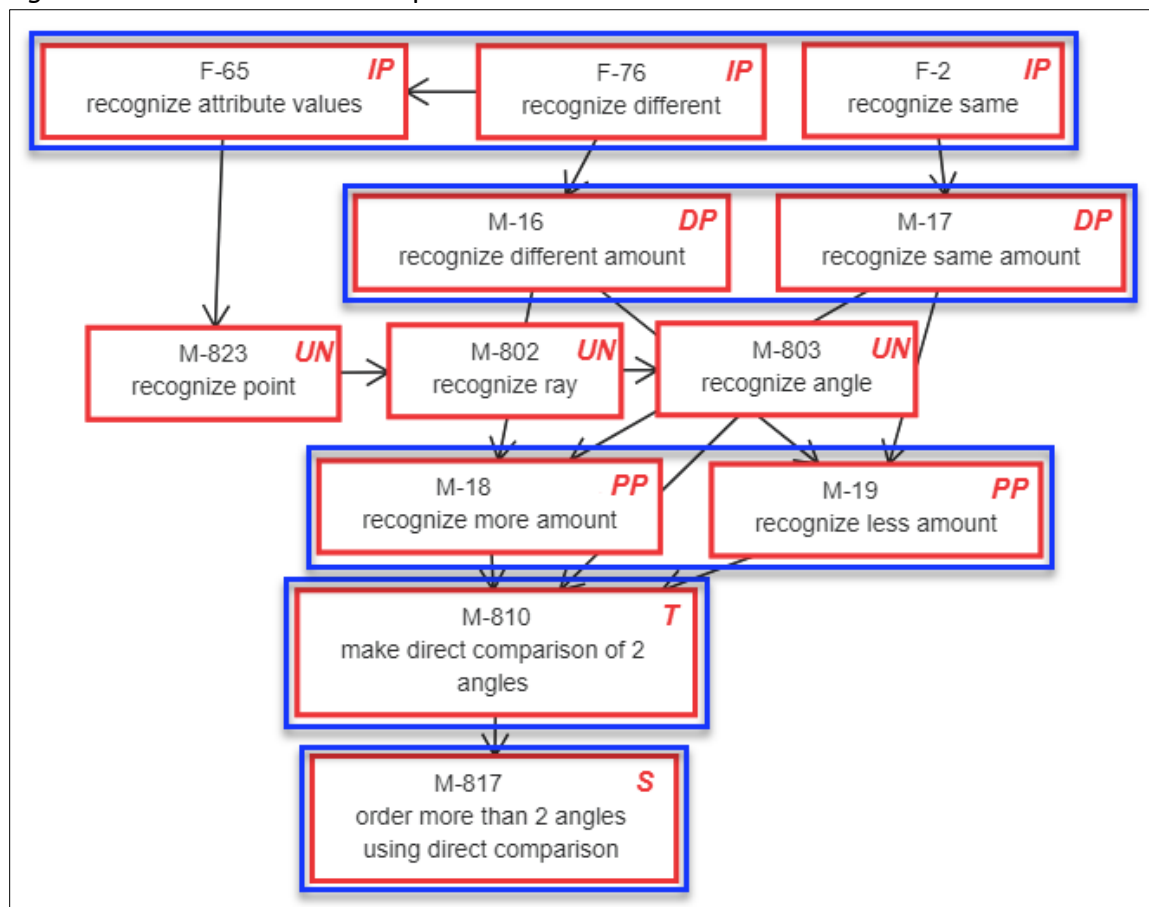 F-65 IP
recognize attribute values
F-76 IP
recognize different
F-2 IP
recognize same
M-16 DP
recognize different amount
M-17 DP
recognize same amount
M-823 UN
recognize point
M-802 UN
recognize ray
M-803 UN
recognize angle
M-18 PP
recognize more amount
M-19 PP
recognize less amount
M-810 T
make direct comparison of 2
angles
M-817 S
order more than 2 angles
using direct comparison